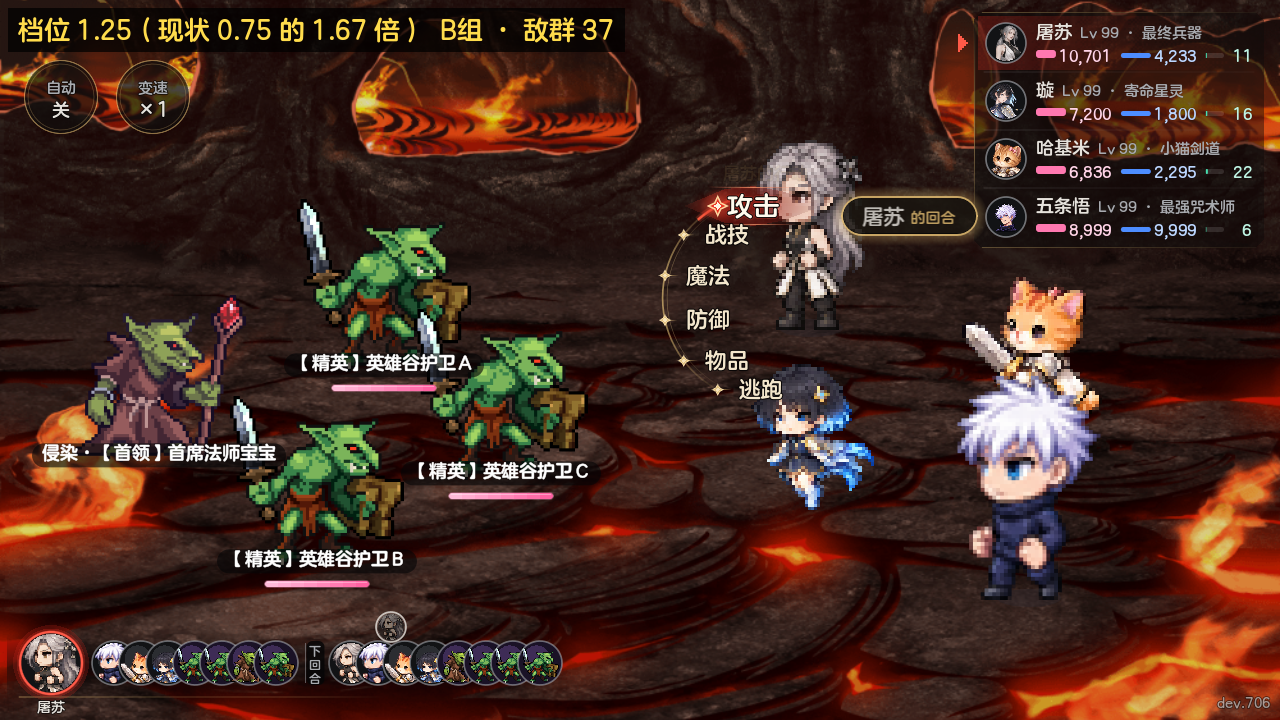 档位 1.25 ( 现状 0.75 的 1.67 倍 ) B组 · 敌群 37
自动
关
变速
×1
屠苏 Lv 99 · 最终兵器
10,701 4,233 11
璇 Lv 99 · 寄命星灵
7,200 1,800 16
哈基米 Lv 99 · 小猫剑道
6,836 2,295 22
五条悟 Lv 99 · 最强咒术师
8,999 9,999 6
攻击
战技
魔法
防御
物品
逃跑
屠苏 的回合
【精英】英雄谷护卫A
侵染·【首领】首席法师宝宝
【精英】英雄谷护卫C
【精英】英雄谷护卫B
下回合
屠苏
dev.706